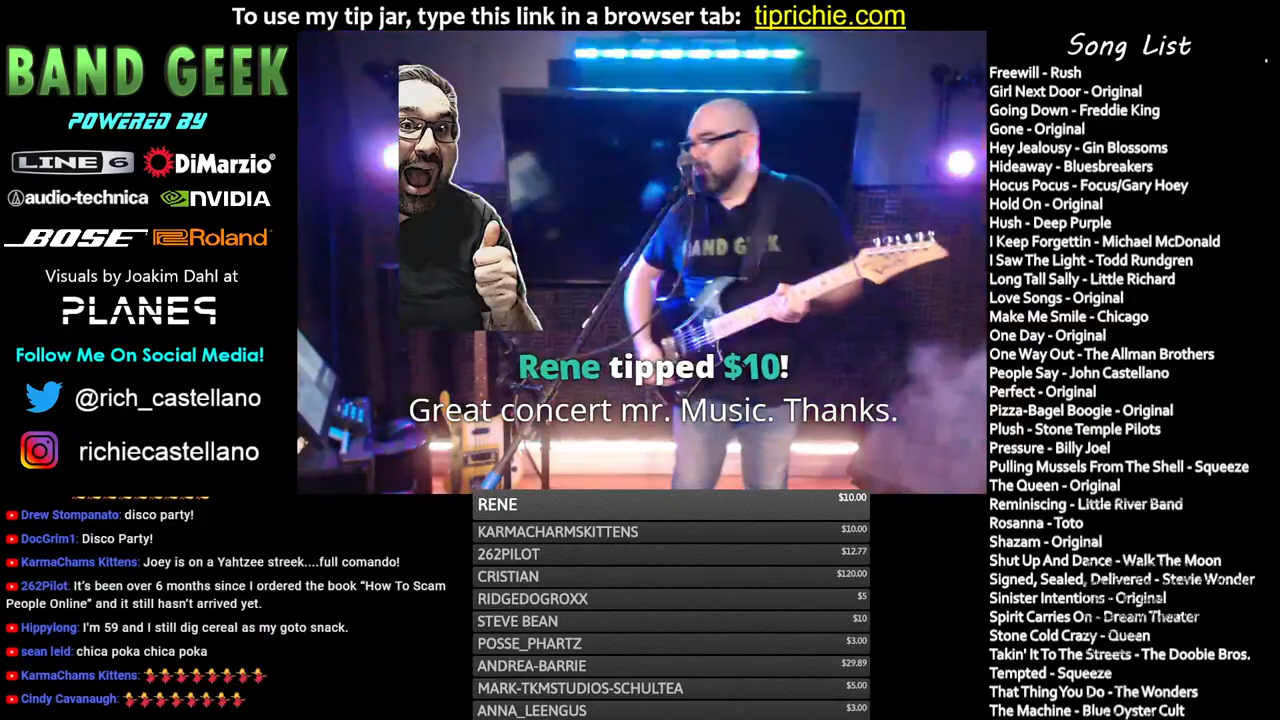 To use my tip jar, type this link in a browser tab: tiprichie.com
BAND GEEK
POWERED BY
LINE 6 DiMarzio®
audio-technica NVIDIA
BOSE Roland
Visuals by Joakim Dahl at
PLANE9
Follow Me On Social Media!
@rich_castellano
richiecastellano
Drew Stompanato: disco party!
DocGrim1: Disco Party!
KarmaChams Kittens: Joey is on a Yahtzee streek....full comando!
262Pilot: It's been over 6 months since I ordered the book "How To Scam
People Online" and it still hasn't arrived yet.
Hippylong: I'm 59 and I still dig cereal as my goto snack.
sean leid: chica poka chica poka
KarmaChams Kittens:
Cindy Cavanaugh:
BAND GEEK
Rene tipped $10!
Great concert mr. Music. Thanks.
RENE $10.00
KARMACHARMSKITTENS $10.00
262PILOT $12.77
CRISTIAN $120.00
RIDGEDOGROXX $5
STEVE BEAN $10
POSSE_PHARTZ $3.00
ANDREA-BARRIE $29.89
MARK-TKMSTUDIOS-SCHULTEA $5.00
ANNA_LEENGUS $3.00
Song List
Freewill - Rush
Girl Next Door - Original
Going Down - Freddie King
Gone - Original
Hey Jealousy - Gin Blossoms
Hideaway - Bluesbreakers
Hocus Pocus - Focus/Gary Hoey
Hold On - Original
Hush - Deep Purple
I Keep Forgettin - Michael McDonald
I Saw The Light - Todd Rundgren
Long Tall Sally - Little Richard
Love Songs - Original
Make Me Smile - Chicago
One Day - Original
One Way Out - The Allman Brothers
People Say - John Castellano
Perfect - Original
Pizza-Bagel Boogie - Original
Plush - Stone Temple Pilots
Pressure - Billy Joel
Pulling Mussels From The Shell - Squeeze
The Queen - Original
Reminiscing - Little River Band
Rosanna - Toto
Shazam - Original
Shut Up And Dance - Walk The Moon
Signed, Sealed, Delivered - Stevie Wonder
Sinister Intentions - Original
Spirit Carries On - Dream Theater
Stone Cold Crazy - Queen
Takin' It To The Streets - The Doobie Bros.
Tempted - Squeeze
That Thing You Do - The Wonders
The Machine - Blue Oyster Cult